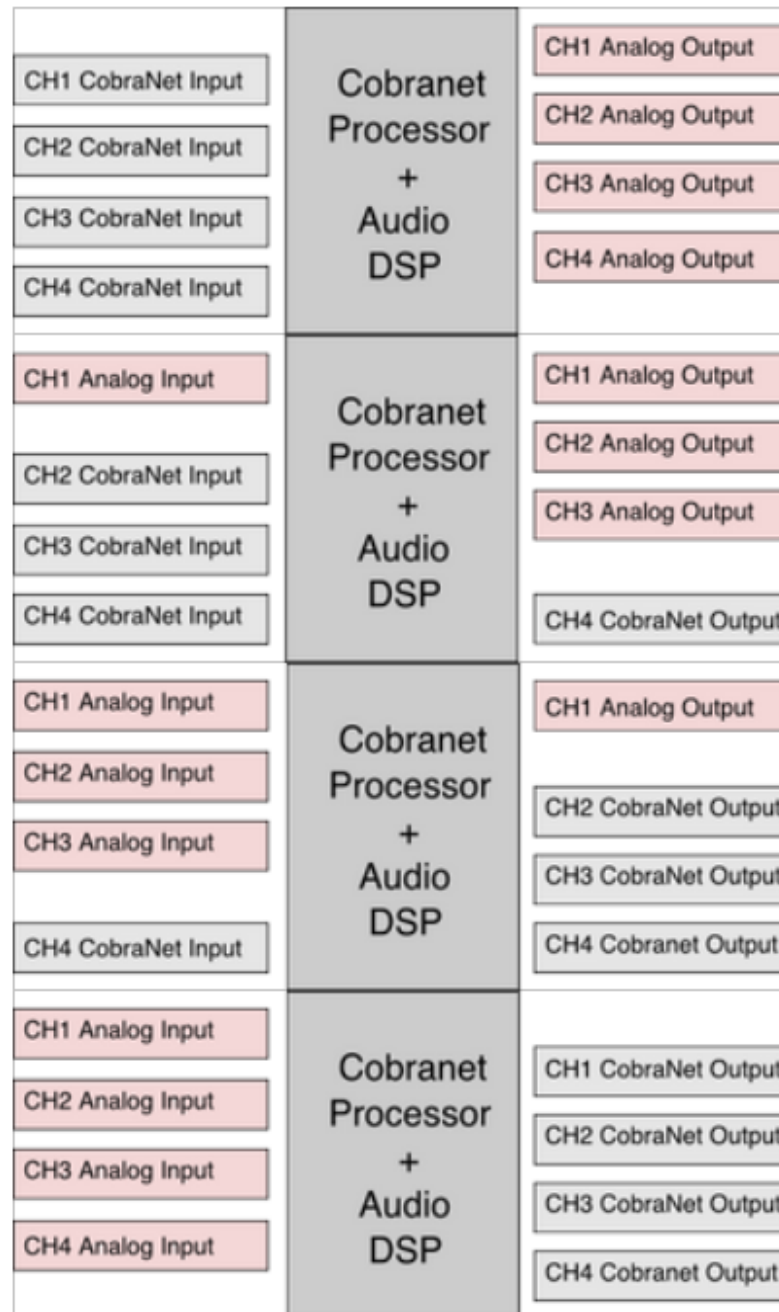 CH1 CobraNet Input
CH2 CobraNet Input
CH3 CobraNet Input
CH4 CobraNet Input
Cobranet
Processor
+
Audio
DSP
CH1 Analog Output
CH2 Analog Output
CH3 Analog Output
CH4 Analog Output
CH1 Analog Input
CH2 CobraNet Input
CH3 CobraNet Input
CH4 CobraNet Input
Cobranet
Processor
+
Audio
DSP
CH1 Analog Output
CH2 Analog Output
CH3 Analog Output
CH4 CobraNet Output
CH1 Analog Input
CH2 Analog Input
CH3 Analog Input
CH4 CobraNet Input
Cobranet
Processor
+
Audio
DSP
CH1 Analog Output
CH2 CobraNet Output
CH3 CobraNet Output
CH4 Cobranet Output
CH1 Analog Input
CH2 Analog Input
CH3 Analog Input
CH4 Analog Input
Cobranet
Processor
+
Audio
DSP
CH1 CobraNet Output
CH2 CobraNet Output
CH3 CobraNet Output
CH4 Cobranet Output